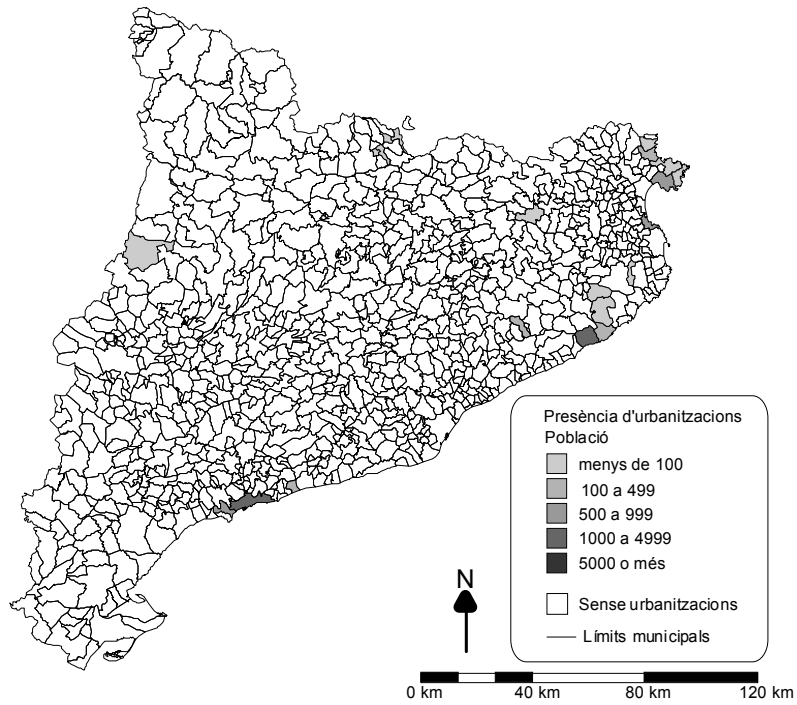 Presència d'urbanitzacions
Població
menys de 100
100 a 499
500 a 999
1000 a 4999
5000 o més
Sense urbanitzacions
Límits municipals
N
0 km 40 km 80 km 120 km